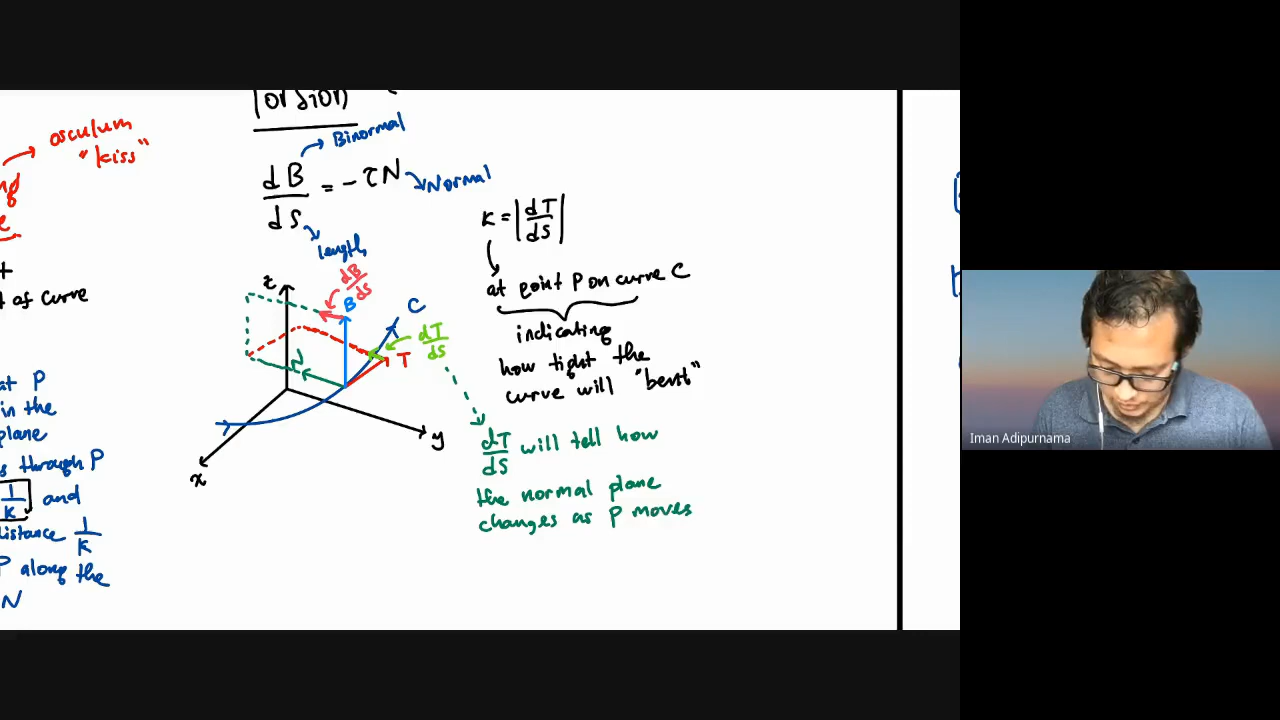 osculum
"kiss"
t of curve
at P
in the
plane
s through P
1/k and
distance 1/k
P along the
N
Torsion
Binormal
dB/ds = -τN
Normal
length
κ = |dT/ds|
at point P on curve C
indicating
how tight the
curve will "bent"
z
dB/ds
B
C
dT/ds
T
N
y
x
dT/ds will tell how
the normal plane
changes as P moves
Iman Adipurnama